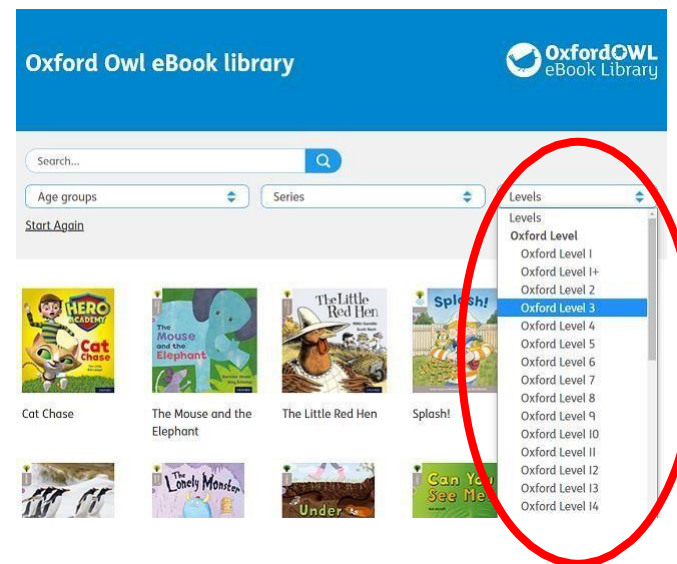 Oxford Owl eBook library
OxfordOWL
eBook Library
Search...
Age groups
Series
Levels
Start Again
Levels
Oxford Level
Oxford Level 1
Oxford Level 1+
Oxford Level 2
Oxford Level 3
Oxford Level 4
Oxford Level 5
Oxford Level 6
Oxford Level 7
Oxford Level 8
Oxford Level 9
Oxford Level 10
Oxford Level 11
Oxford Level 12
Oxford Level 13
Oxford Level 14
HERO
ACADEMY
Cat
Chase
The
Mouse
and the
Elephant
The Little
Red Hen
Splash!
Cat Chase
The Mouse and the
Elephant
The Little Red Hen
Splash!
The
Lonely Monster
Under
Can You
See Me